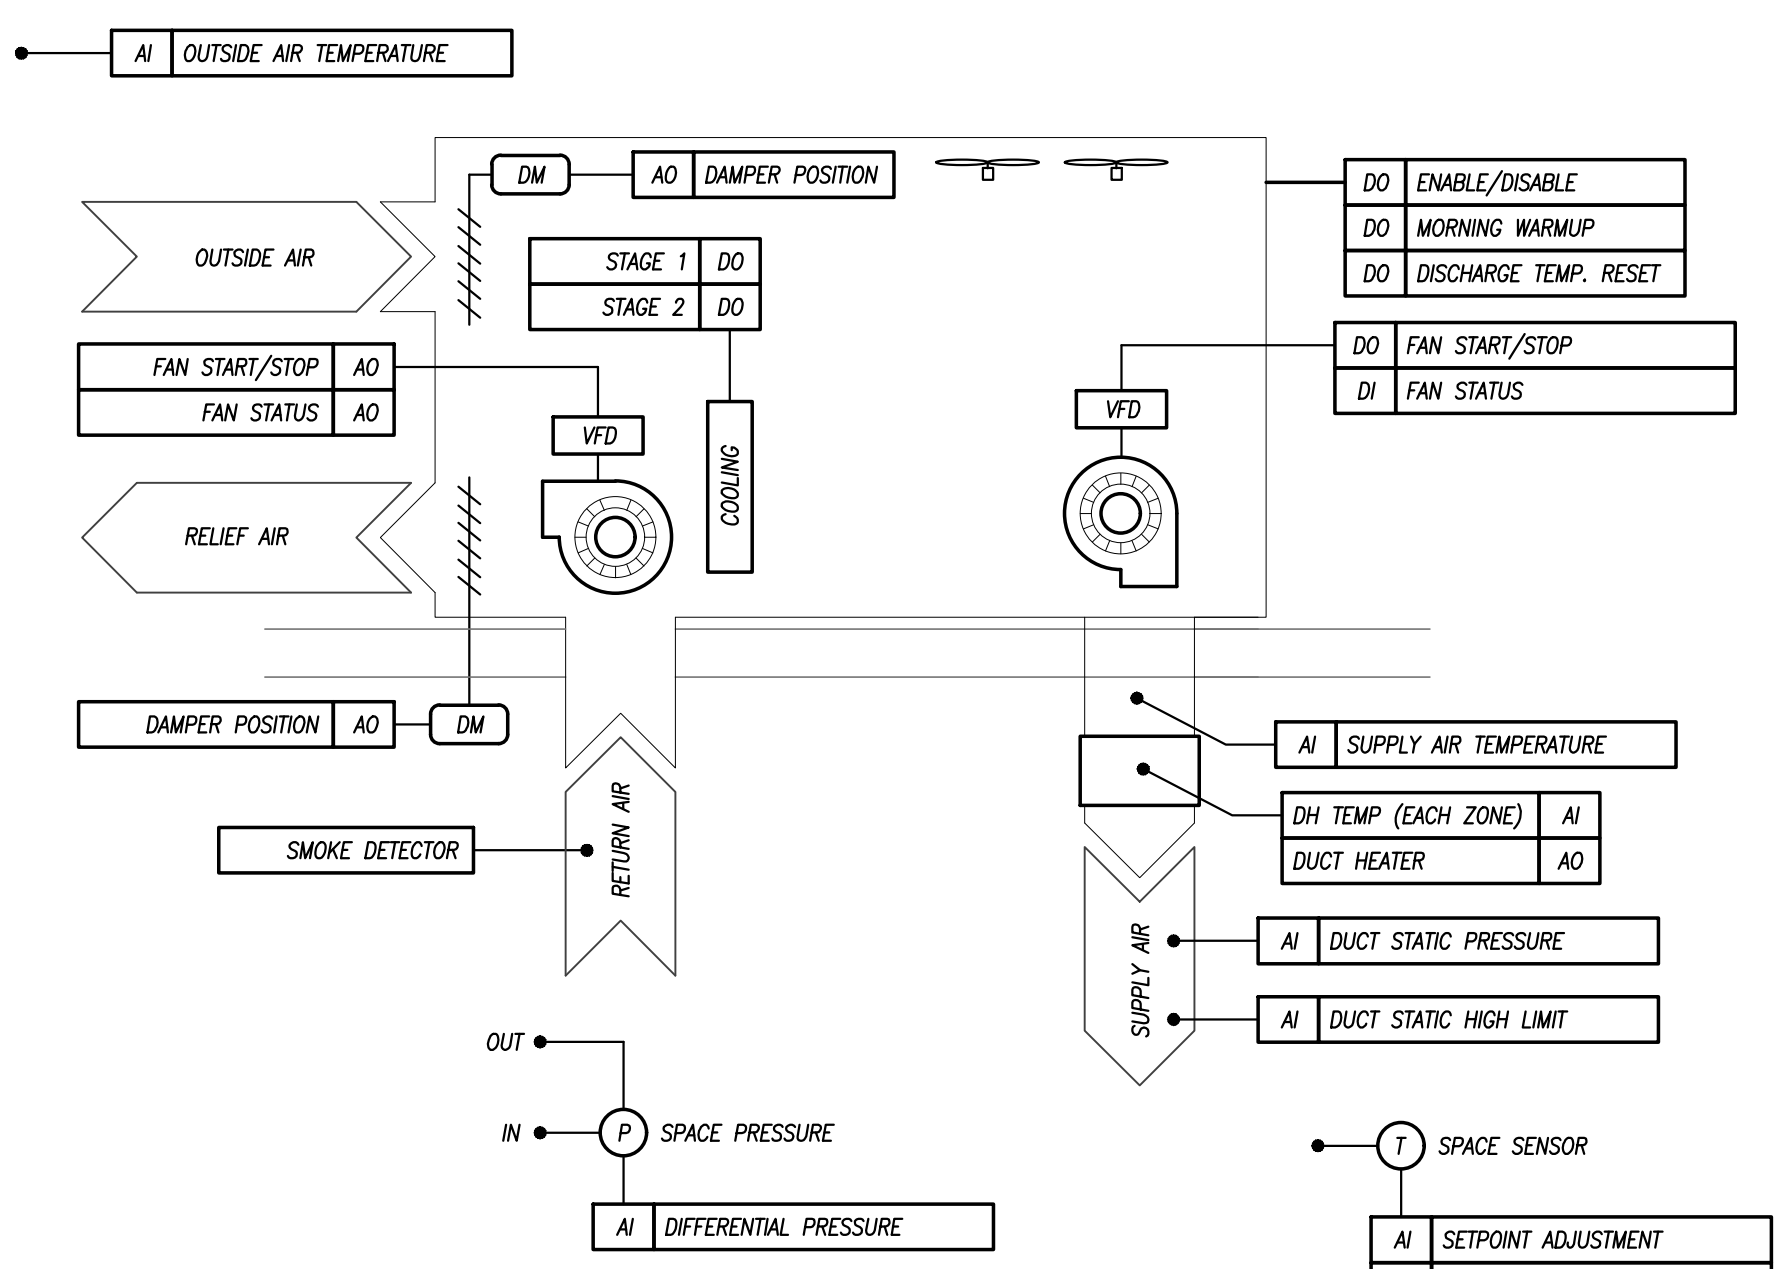 AI OUTSIDE AIR TEMPERATURE
DM AO DAMPER POSITION
DO ENABLE/DISABLE
DO MORNING WARMUP
DO DISCHARGE TEMP. RESET
OUTSIDE AIR
STAGE 1 DO
STAGE 2 DO
FAN START/STOP AO
FAN STATUS AO
VFD
COOLING
DO FAN START/STOP
DI FAN STATUS
VFD
RELIEF AIR
DAMPER POSITION AO DM
AI SUPPLY AIR TEMPERATURE
DH TEMP (EACH ZONE) AI
DUCT HEATER AO
SMOKE DETECTOR
RETURN AIR
SUPPLY AIR
AI DUCT STATIC PRESSURE
AI DUCT STATIC HIGH LIMIT
OUT
IN P SPACE PRESSURE
AI DIFFERENTIAL PRESSURE
T SPACE SENSOR
AI SETPOINT ADJUSTMENT